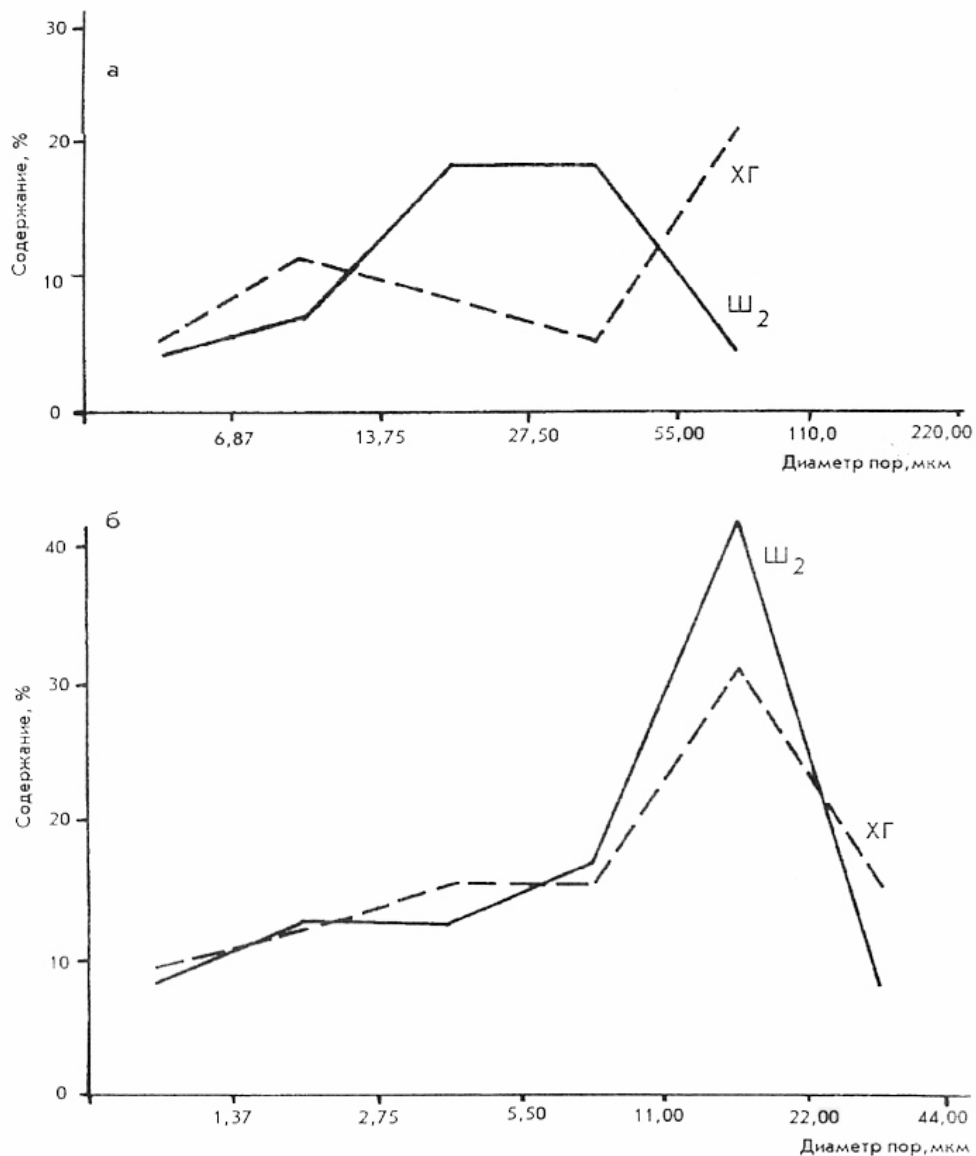 30
а
20
Содержание, %
ХГ
10
Ш 2
0
6,87 13,75 27,50 55,00 110,0 220,00
Диаметр пор, мкм
б
40
Ш 2
30
Содержание, %
20
ХГ
10
0
1,37 2,75 5,50 11,00 22,00 44,00
Диаметр пор, мкм